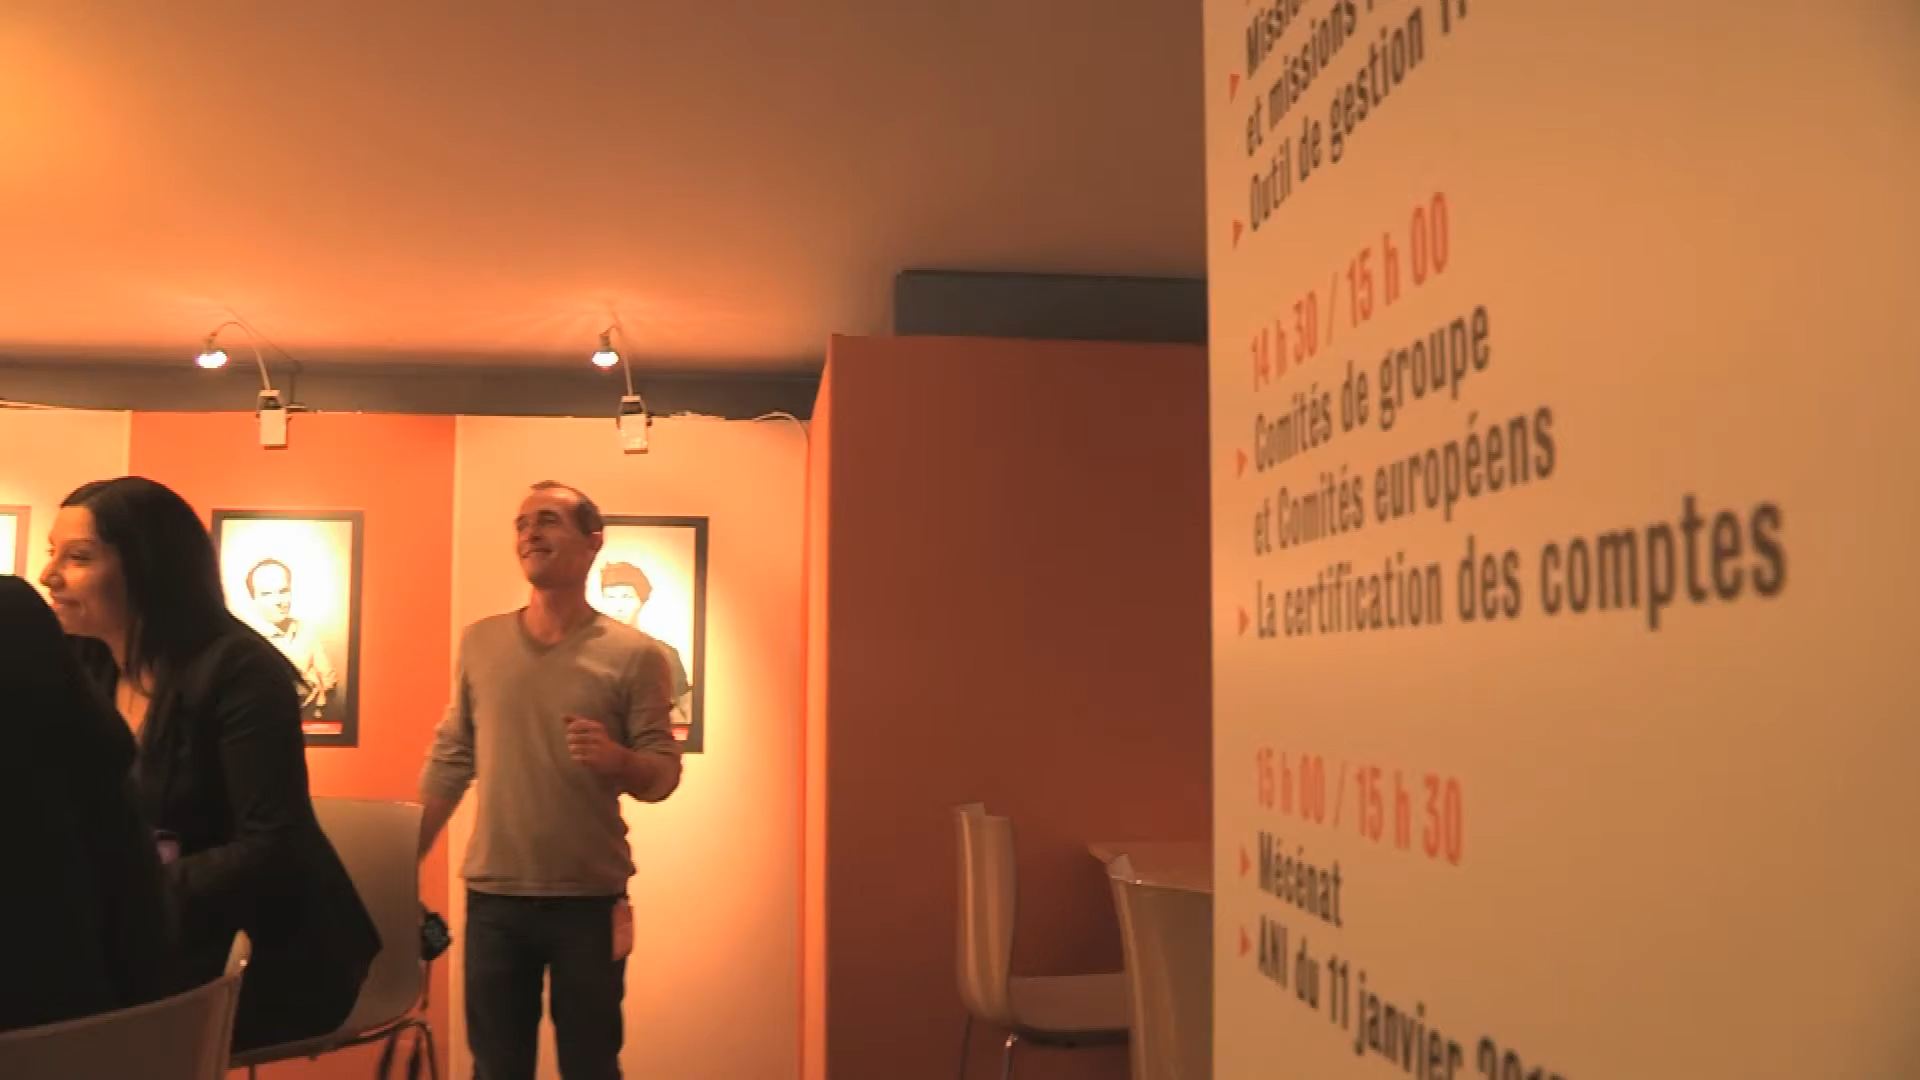 et missions
Outil de gestion
14 h 30 / 15 h 00
Comités de groupe
et Comités européens
La certification des comptes
15 h 00 / 15 h 30
Mécénat
ANI du 11 janvier